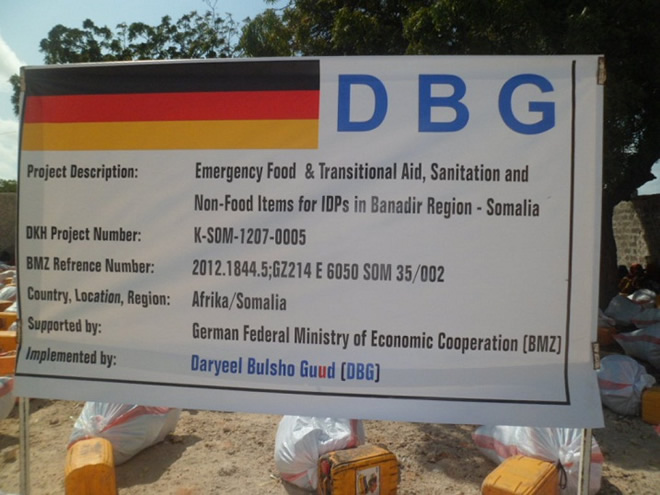 DBG
Project Description: Emergency Food & Transitional Aid, Sanitation and
Non-Food Items for IDPs in Banadir Region - Somalia
DKH Project Number: K-SOM-1207-0005
BMZ Refrence Number: 2012.1844.5;GZ214 E 6050 SOM 35/002
Country, Location, Region: Afrika/Somalia
Supported by: German Federal Ministry of Economic Cooperation [BMZ]
Implemented by: Daryeel Bulsho Guud [DBG]